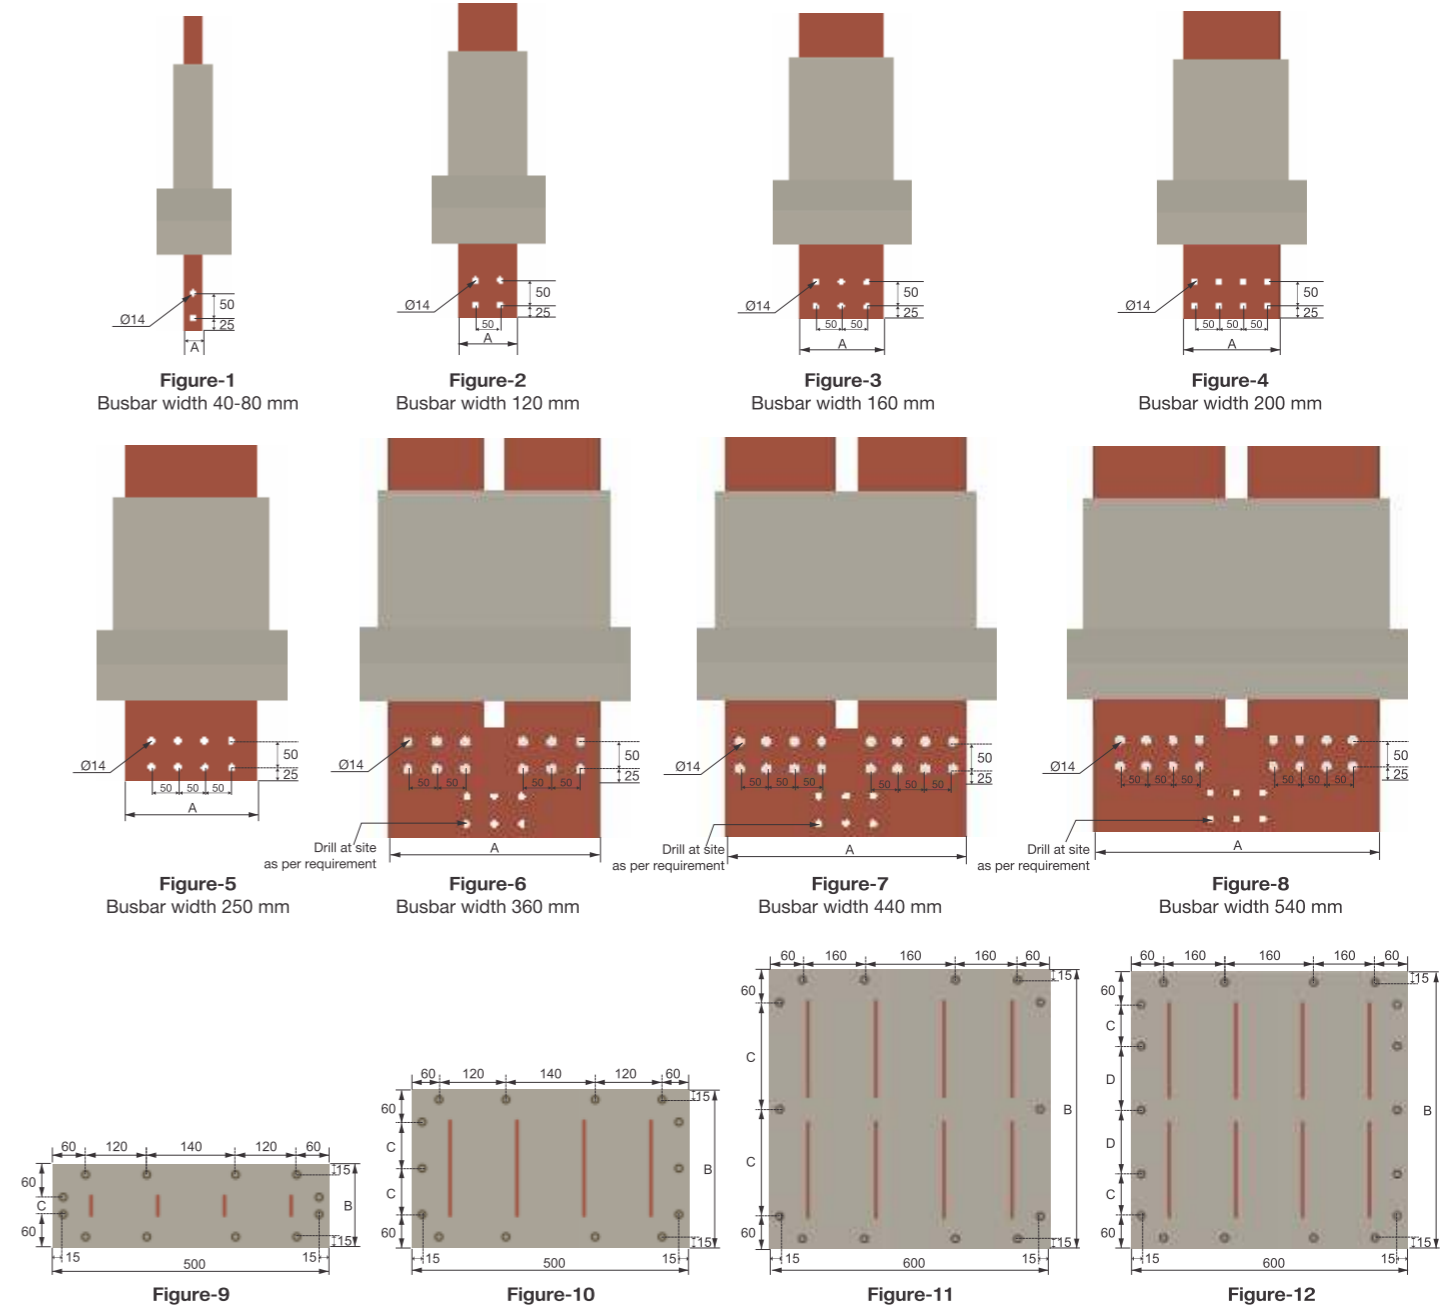 Ø14
50
25
A
Figure-1
Busbar width 40-80 mm
Ø14
50
25
50
A
Figure-2
Busbar width 120 mm
Ø14
50
25
50 50
A
Figure-3
Busbar width 160 mm
Ø14
50
25
50 50 50
A
Figure-4
Busbar width 200 mm
Ø14
50
25
50 50 50
A
Figure-5
Busbar width 250 mm
Ø14
50
25
50 50 50 50
Drill at site
as per requirement
A
Figure-6
Busbar width 360 mm
Ø14
50
25
50 50 50 50 50 50
Drill at site
as per requirement
A
Figure-7
Busbar width 440 mm
Ø14
50
25
50 50 50 50 50 50
Drill at site
as per requirement
A
Figure-8
Busbar width 540 mm
60 120 140 120 60
15
60
C
B
60
15
15 15
500
Figure-9
60 120 140 120 60
15
60
C
B
C
60
15
15 15
500
Figure-10
60 160 160 160 60
15
60
C
B
C
60
15
15 15
600
Figure-11
60 160 160 160 60
15
60
C
D
B
D
C
60
15
15 15
600
Figure-12